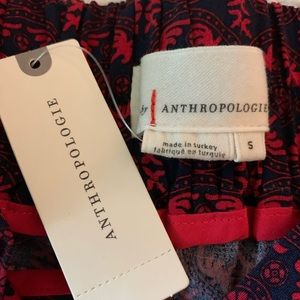 ANTHROPOLOGIE
by ANTHROPOLOGIE
made in turkey
fabriqué en turquie
S